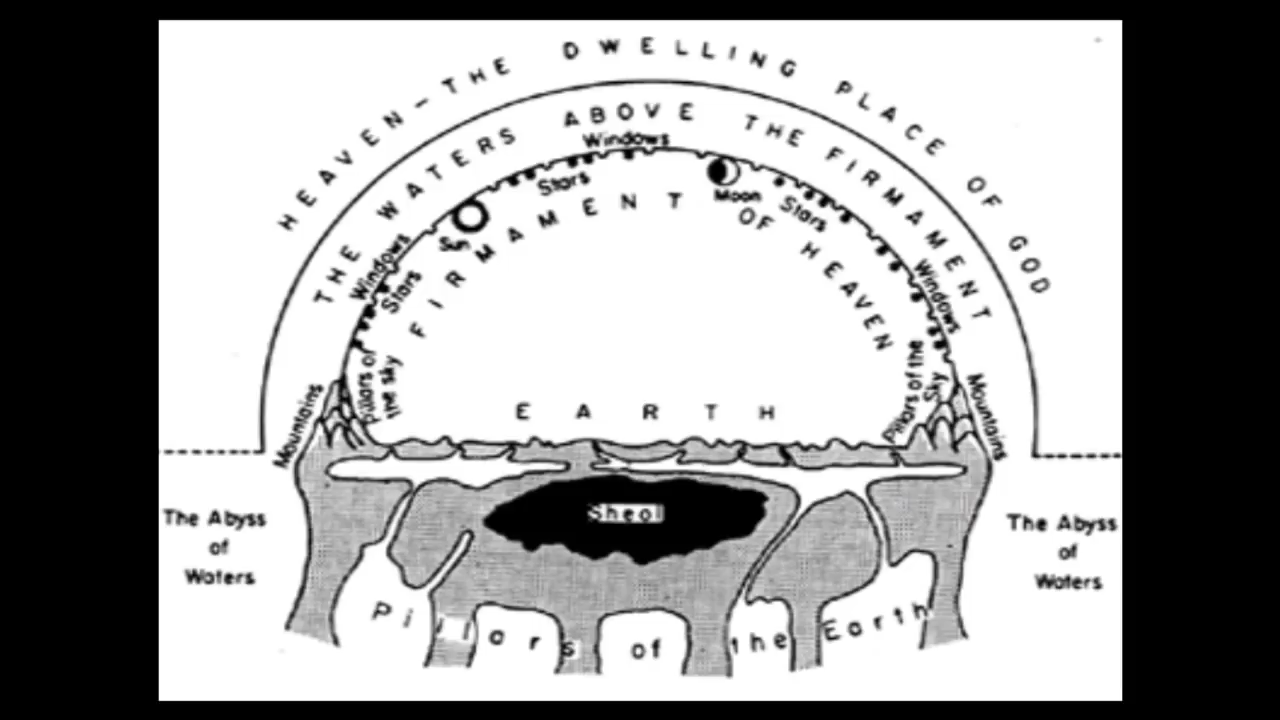 HEAVEN - THE DWELLING PLACE OF GOD
THE WATERS ABOVE THE FIRMAMENT
Windows
Stars
Moon
Stars
Sun
FIRMAMENT OF HEAVEN
Windows
Stars
Windows
Pillars of
the sky
Pillars of the
Sky
Mountains
Mountains
EARTH
Sheol
The Abyss
of
Waters
The Abyss
of
Waters
Pillars of the Earth